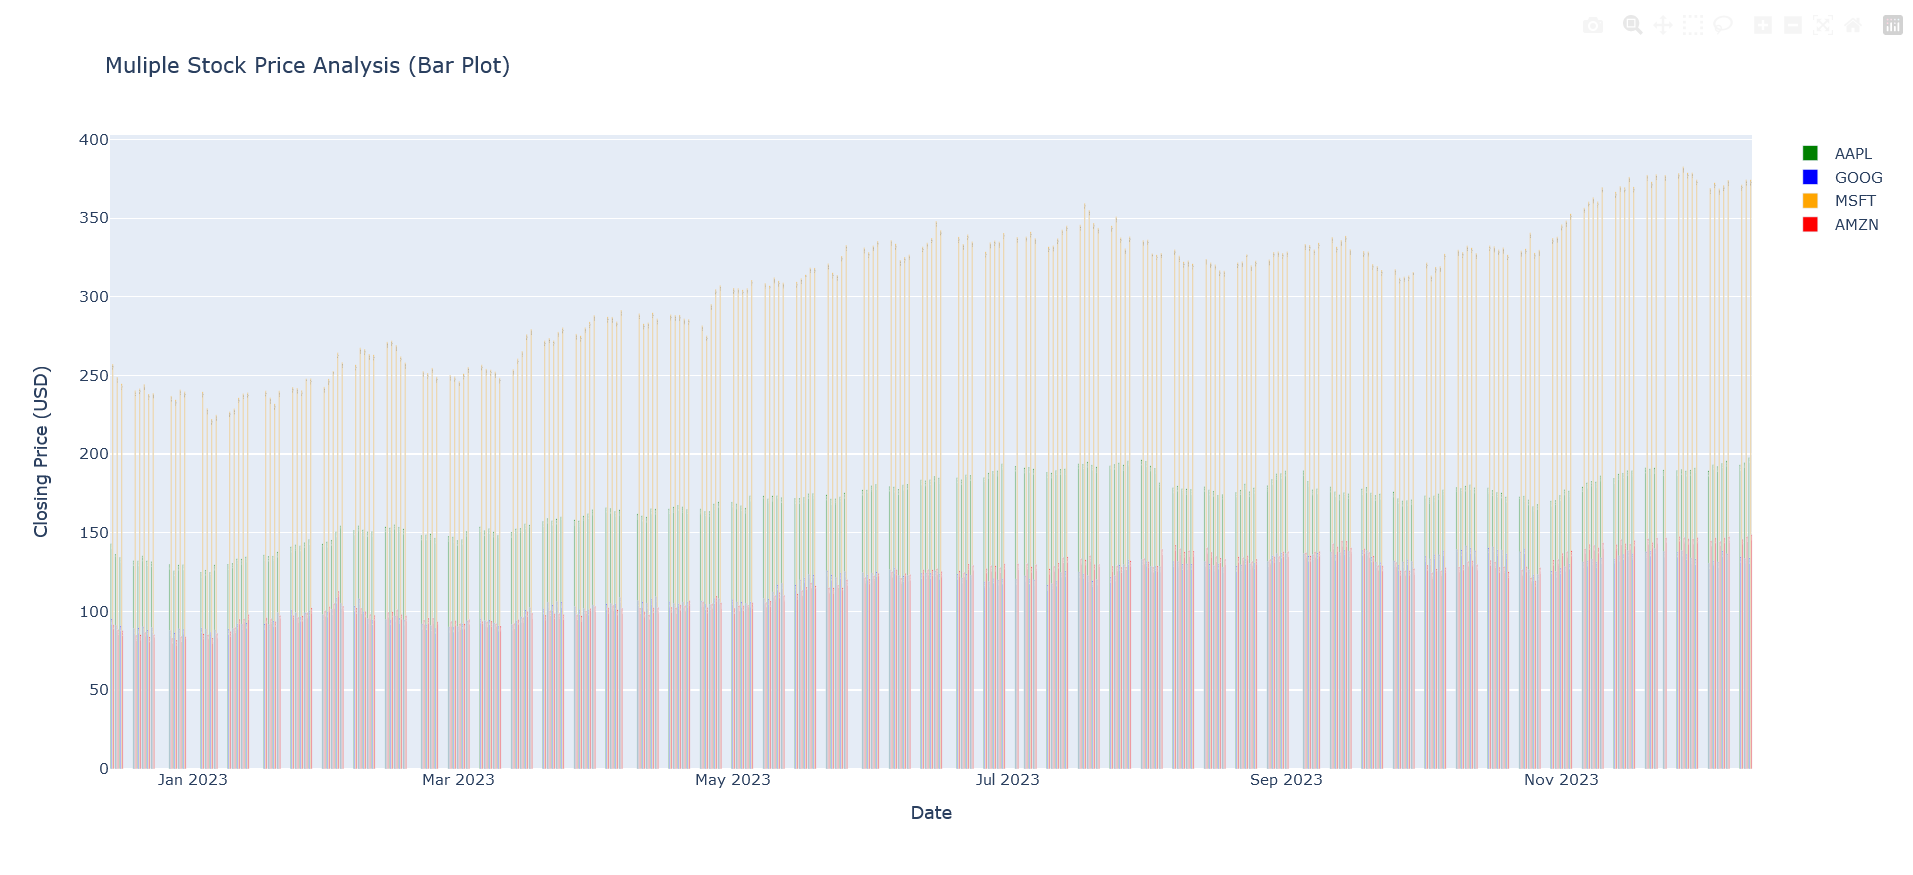 Muliple Stock Price Analysis (Bar Plot)
400
350
300
250
200
150
100
50
0
Closing Price (USD)
Jan 2023
Mar 2023
May 2023
Jul 2023
Sep 2023
Nov 2023
Date
AAPL
GOOG
MSFT
AMZN